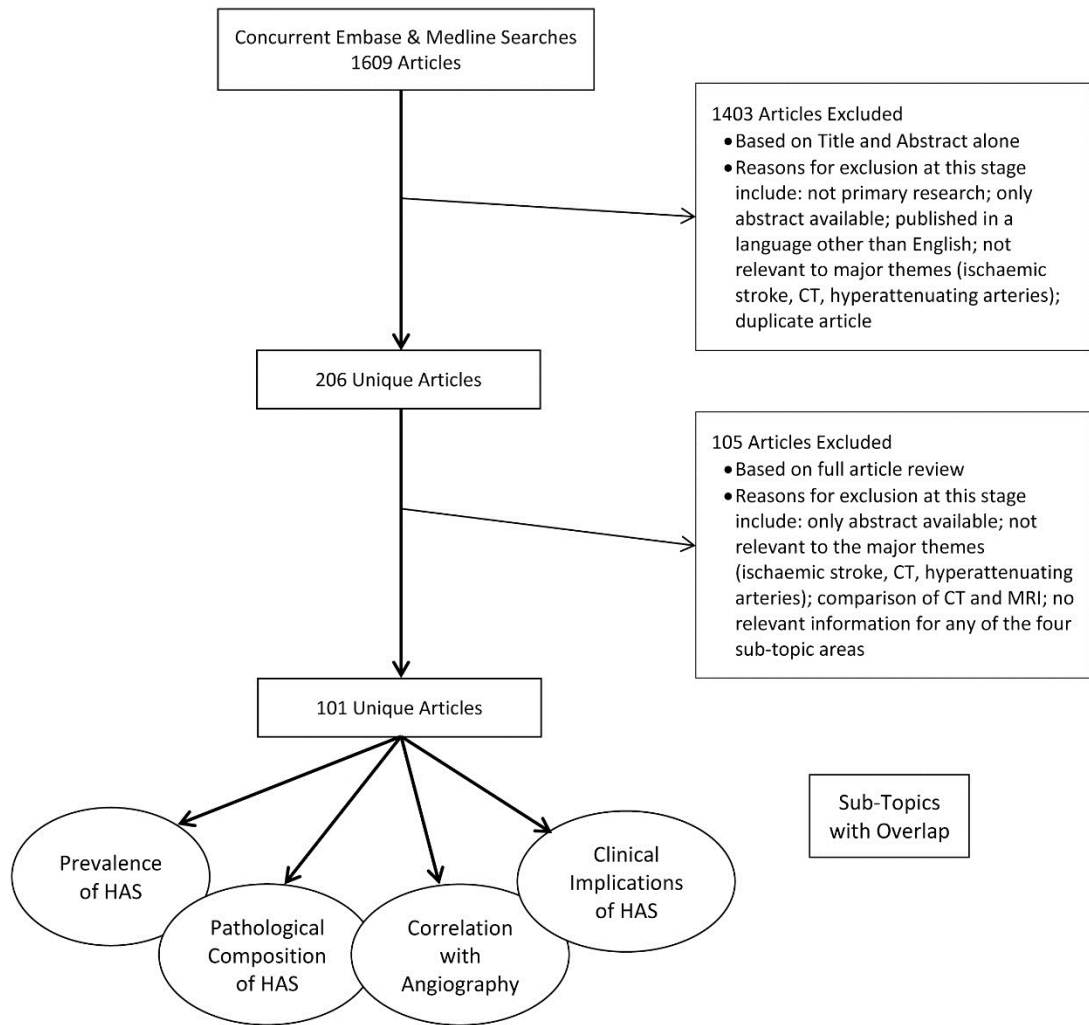 Concurrent Embase & Medline Searches
1609 Articles
1403 Articles Excluded
•Based on Title and Abstract alone
•Reasons for exclusion at this stage
include: not primary research; only
abstract available; published in a
language other than English; not
relevant to major themes (ischaemic
stroke, CT, hyperattenuating arteries);
duplicate article
206 Unique Articles
105 Articles Excluded
•Based on full article review
•Reasons for exclusion at this stage
include: only abstract available; not
relevant to the major themes
(ischaemic stroke, CT, hyperattenuating
arteries); comparison of CT and MRI; no
relevant information for any of the four
sub-topic areas
101 Unique Articles
Prevalence
of HAS
Pathological
Composition
of HAS
Correlation
with
Angiography
Clinical
Implications
of HAS
Sub-Topics
with Overlap